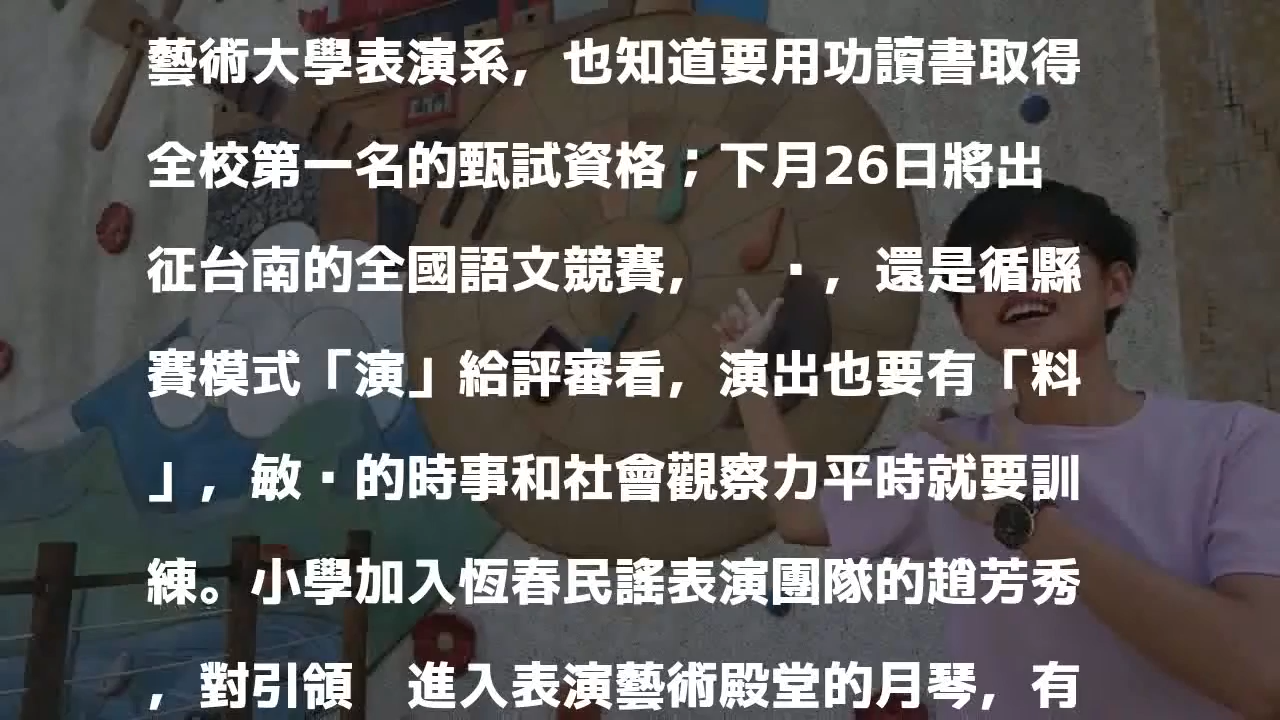 藝術大學表演系，也知道要用功讀書取得
全校第一名的甄試資格；下月26日將出
征台南的全國語文競賽，　▪，還是循縣
賽模式「演」給評審看，演出也要有「料
」，敏▪的時事和社會觀察力平時就要訓
練。小學加入恆春民謠表演團隊的趙芳秀
，對引領　進入表演藝術殿堂的月琴，有